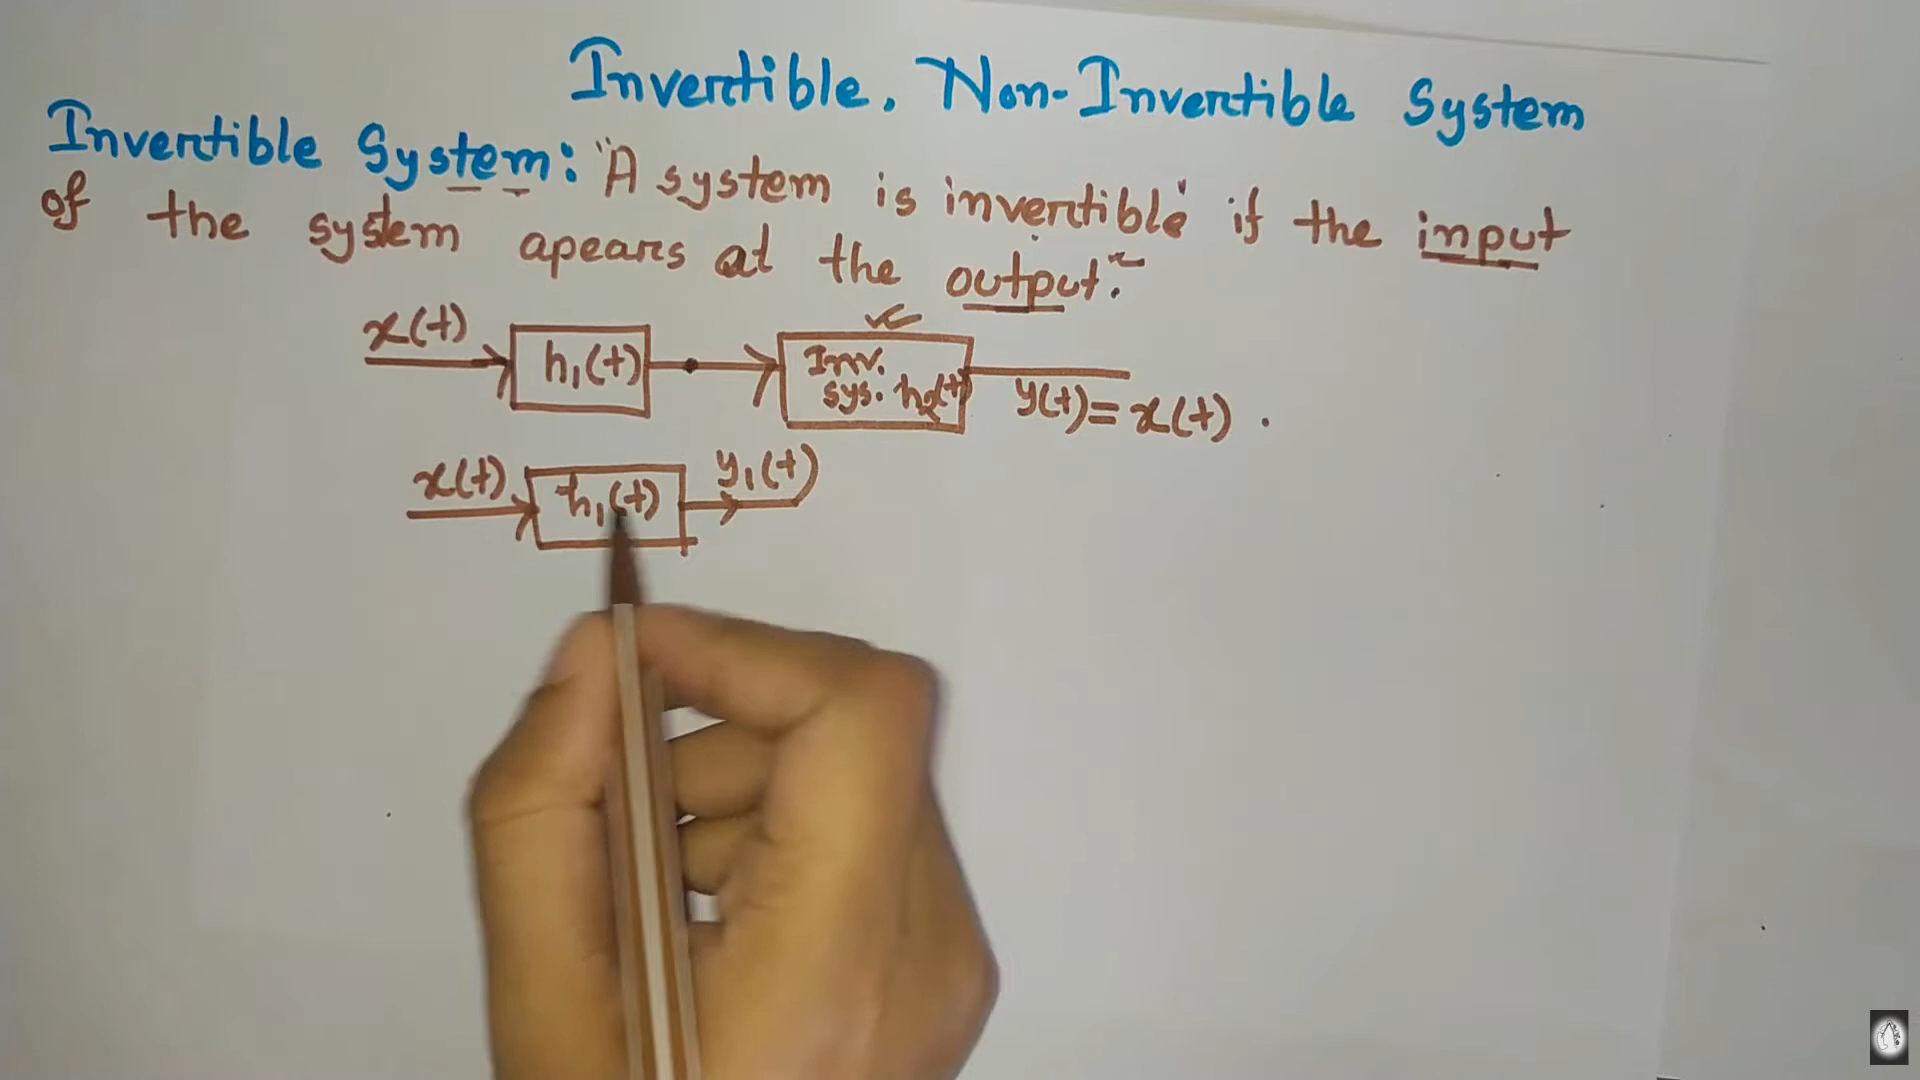 Invertible, Non-Invertible System
Invertible System: "A system is invertible" if the input
of the system apears at the output."
x(t) h₁(t) Inv. sys. h₂(t) y(t) = x(t).
x(t) h₁(t) y₁(t)